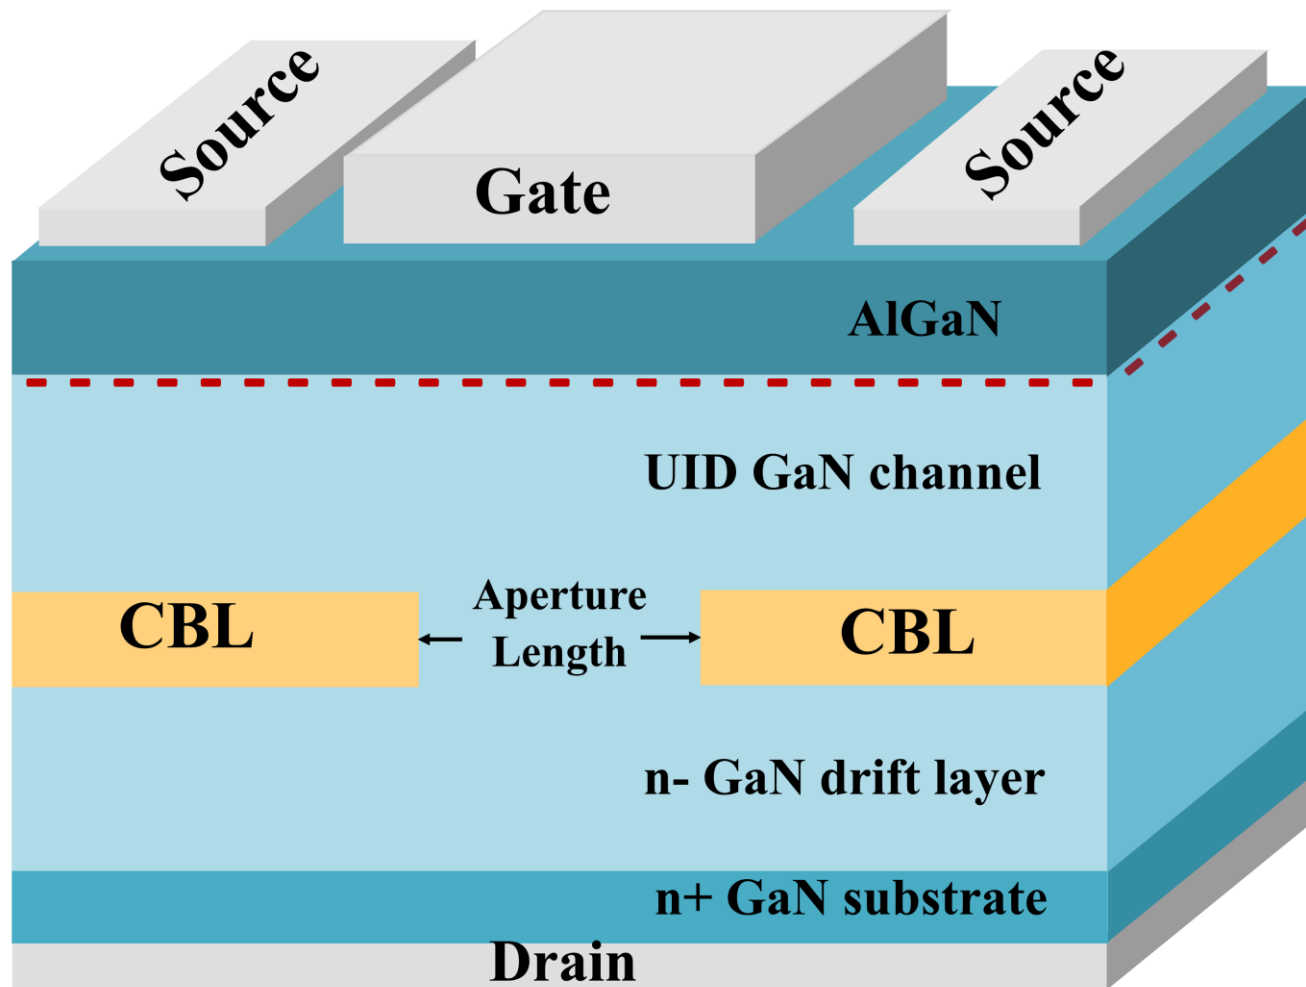 Source
Gate
Source
AlGaN
UID GaN channel
CBL
Aperture
Length
CBL
n- GaN drift layer
n+ GaN substrate
Drain